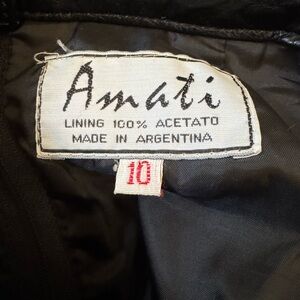 Amati
LINING 100% ACETATO
MADE IN ARGENTINA
10